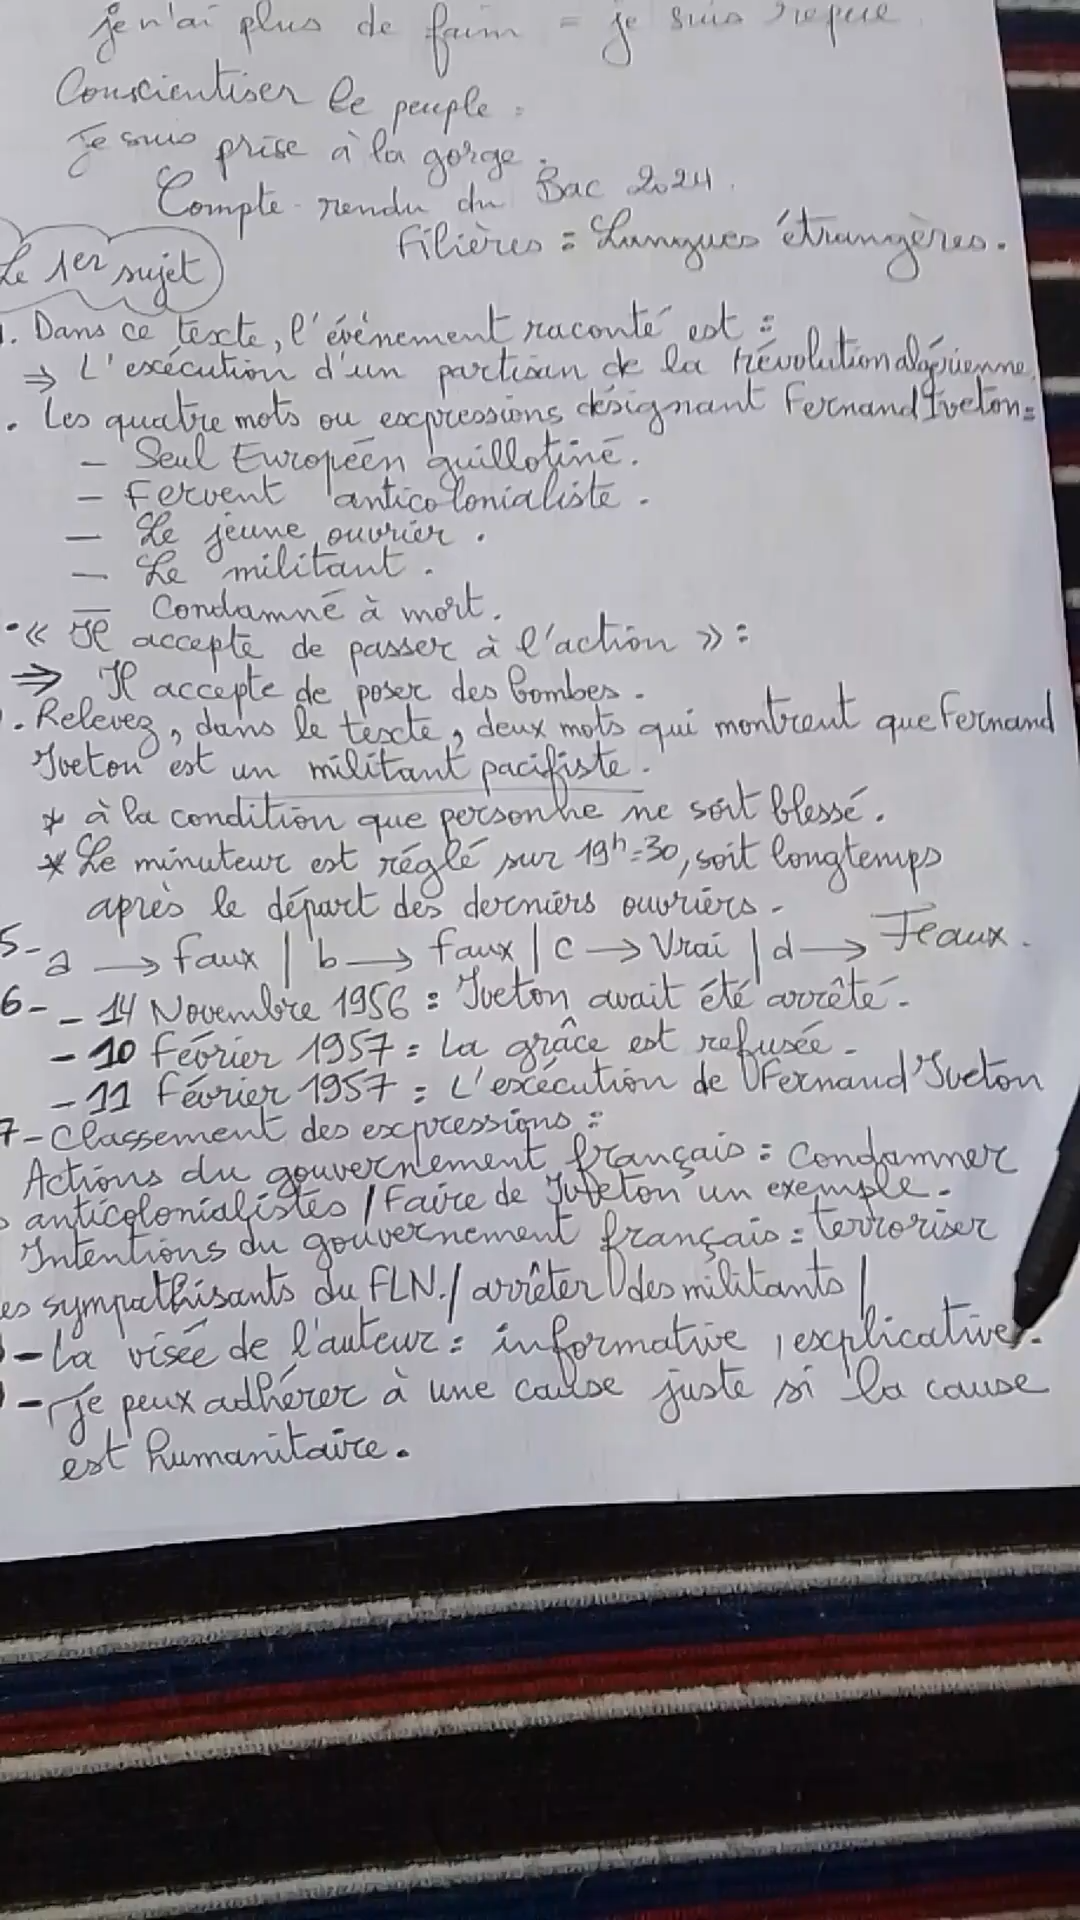 je n'ai plus de faim = je suis repue
Conscientiser le peuple =
Je suis prise à la gorge.
Compte-rendu du Bac 2024.
Filières = Langues étrangères.
Le 1er sujet
. Dans ce texte, l'événement raconté est :
⇒ L'exécution d'un partisan de la révolution algérienne
. Les quatre mots ou expressions désignant Fernand Iveton =
- Seul Européen guillotiné.
- Fervent anticolonialiste.
- Le jeune ouvrier.
- Le militant.
- Condamné à mort.
. « Il accepte de passer à l'action » :
⇒ Il accepte de poser des bombes.
. Relevez, dans le texte, deux mots qui montrent que Fernand
Iveton est un militant pacifiste.
* à la condition que personne ne soit blessé.
* Le minuteur est réglé sur 19h=30, soit longtemps
après le départ des derniers ouvriers.
5- a → faux | b → faux | c → Vrai | d → Feaux.
6- - 14 Novembre 1956 = Iveton avait été arrêté.
- 10 Février 1957 = La grâce est refusée.
- 11 Février 1957 : L'exécution de Fernand Iveton
7- Classement des expressions :
Actions du gouvernement français : Condamner
anticolonialistes / Faire de Iveton un exemple.
Intentions du gouvernement français : terroriser
es sympathisants du FLN. / arrêter des militants /
- La visée de l'auteur : informative, explicative.
- Je peux adhérer à une cause juste si la cause
est humanitaire.